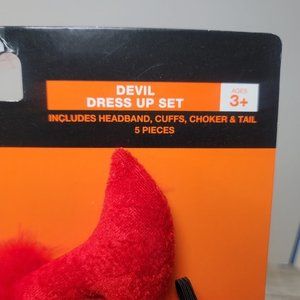 DEVIL
DRESS UP SET
AGES
3+
INCLUDES HEADBAND, CUFFS, CHOKER & TAIL
5 PIECES